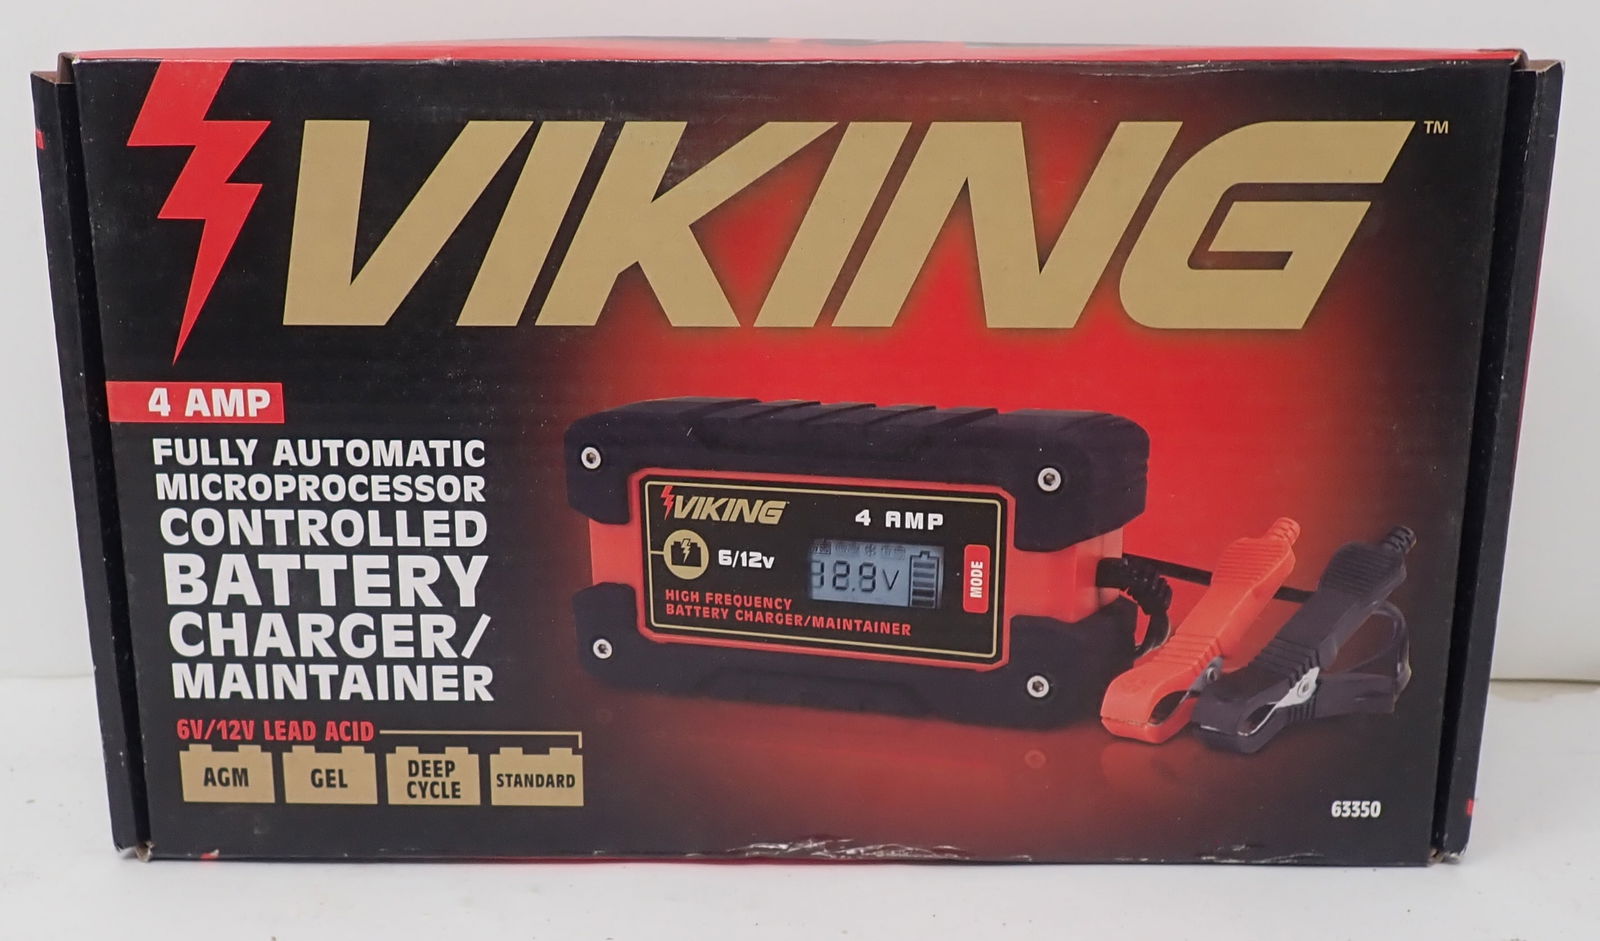 VIKING™
4 AMP
FULLY AUTOMATIC
MICROPROCESSOR
CONTROLLED
BATTERY
CHARGER/
MAINTAINER
6V/12V LEAD ACID
AGM
GEL
DEEP
CYCLE
STANDARD
VIKING
4 AMP
6/12v
18.8V
MODE
HIGH FREQUENCY
BATTERY CHARGER/MAINTAINER
63350